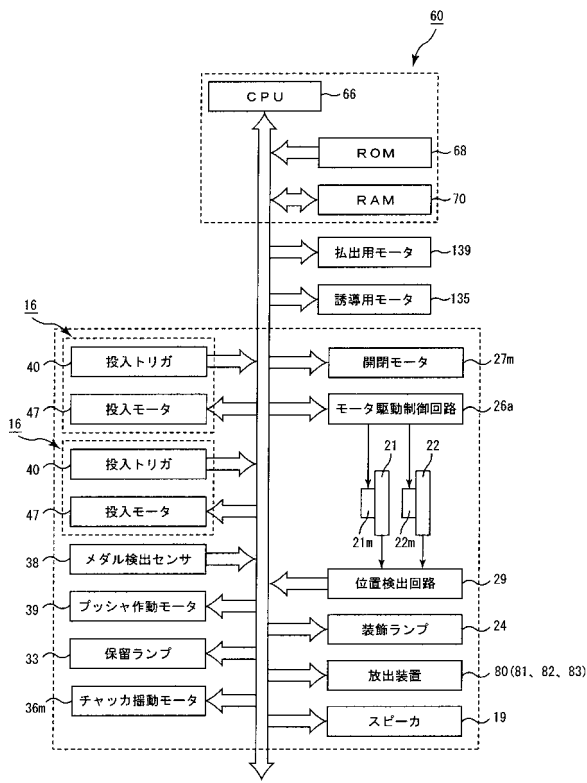 60
CPU
66
ROM
68
RAM
70
払出用モータ
139
誘導用モータ
135
16
40
投入トリガ
47
投入モータ
16
40
投入トリガ
47
投入モータ
38
メダル検出センサ
39
プッシャ作動モータ
33
保留ランプ
36m
チャッカ揺動モータ
開閉モータ
27m
モータ駆動制御回路
26a
21
22
21m
22m
位置検出回路
29
装飾ランプ
24
放出装置
80(81、82、83)
スピーカ
19